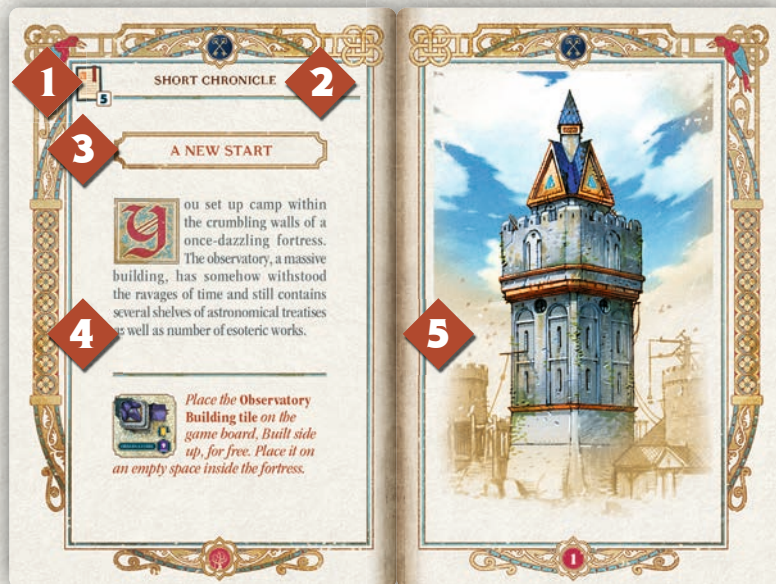 1
5
SHORT CHRONICLE
2
3
A NEW START
You set up camp within
the crumbling walls of a
once-dazzling fortress.
The observatory, a massive
building, has somehow withstood
the ravages of time and still contains
several shelves of astronomical treatises
as well as number of esoteric works.
4
5
Place the Observatory
Building tile on the
game board, Built side
up, for free. Place it on
an empty space inside the fortress.
OBSERVATORY
1